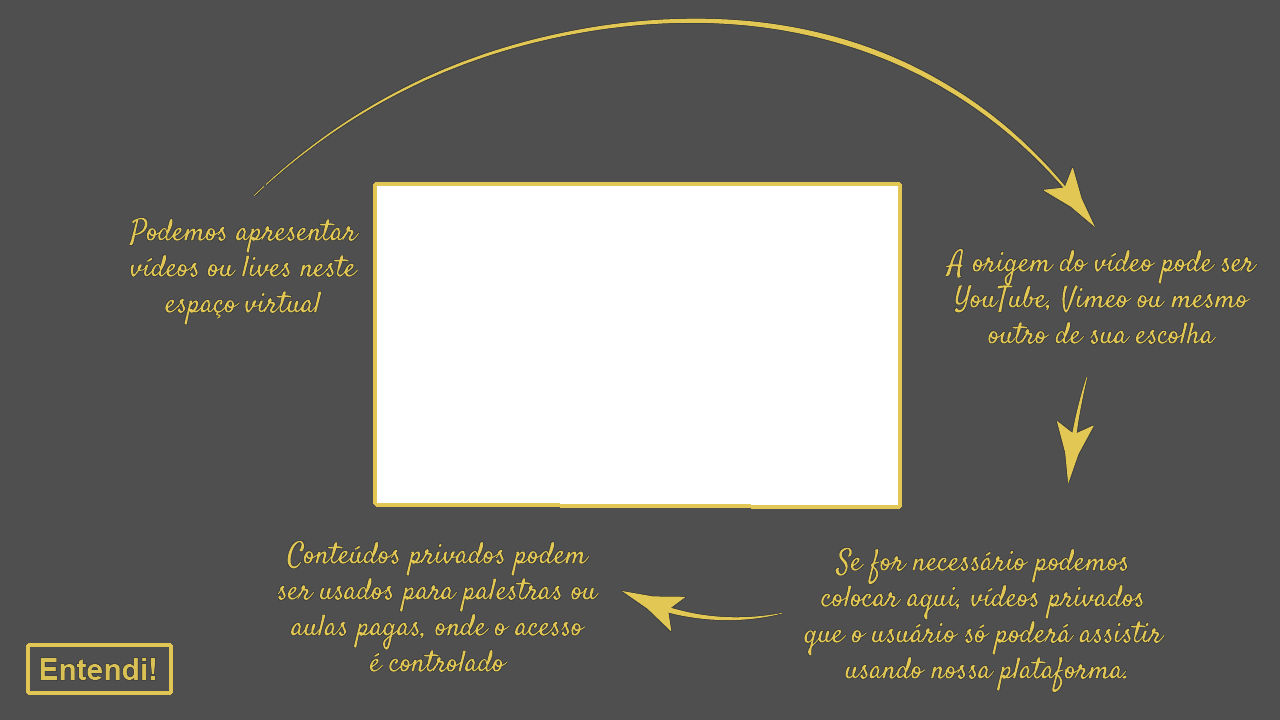 Podemos apresentar
vídeos ou lives neste
espaço virtual
A origem do vídeo pode ser
YouTube, Vimeo ou mesmo
outro de sua escolha
Se for necessário podemos
colocar aqui, vídeos privados
que o usuário só poderá assistir
usando nossa plataforma.
Conteúdos privados podem
ser usados para palestras ou
aulas pagas, onde o acesso
é controlado
Entendi!